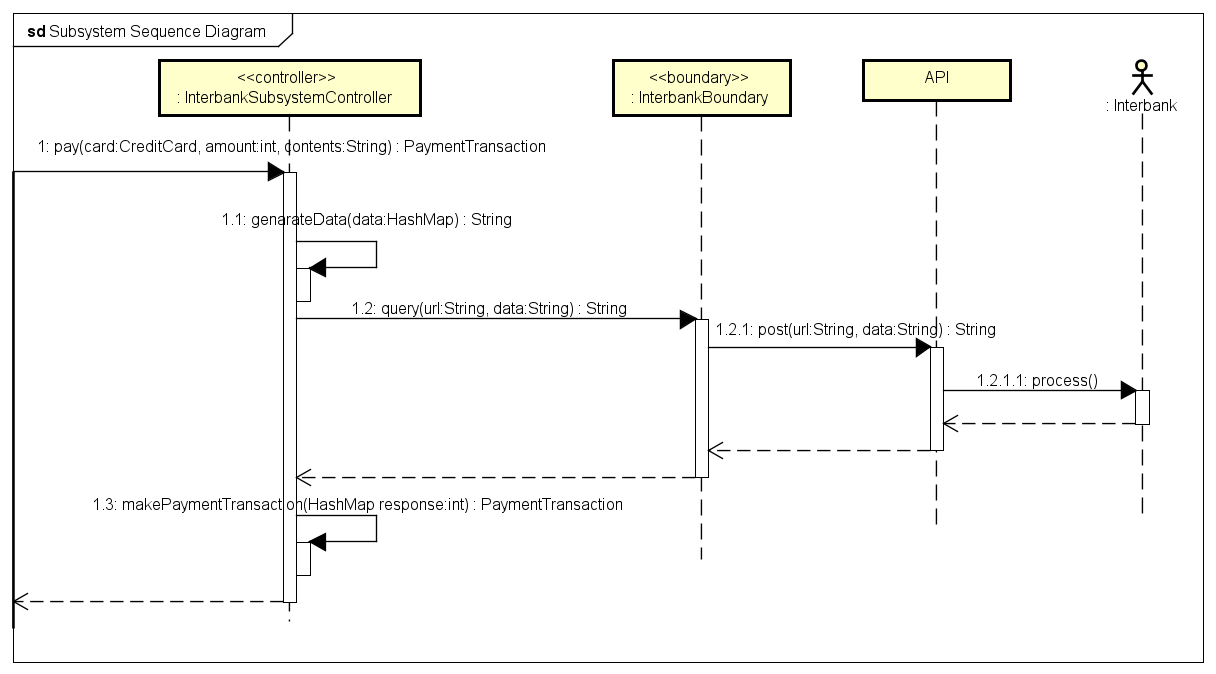 sd Subsystem Sequence Diagram
<<controller>>
: InterbankSubsystemController
<<boundary>>
: InterbankBoundary
API
: Interbank
1: pay(card:CreditCard, amount:int, contents:String) : PaymentTransaction
1.1: genarateData(data:HashMap) : String
1.2: query(url:String, data:String) : String
1.2.1: post(url:String, data:String) : String
1.2.1.1: process()
1.3: makePaymentTransaction(HashMap response:int) : PaymentTransaction